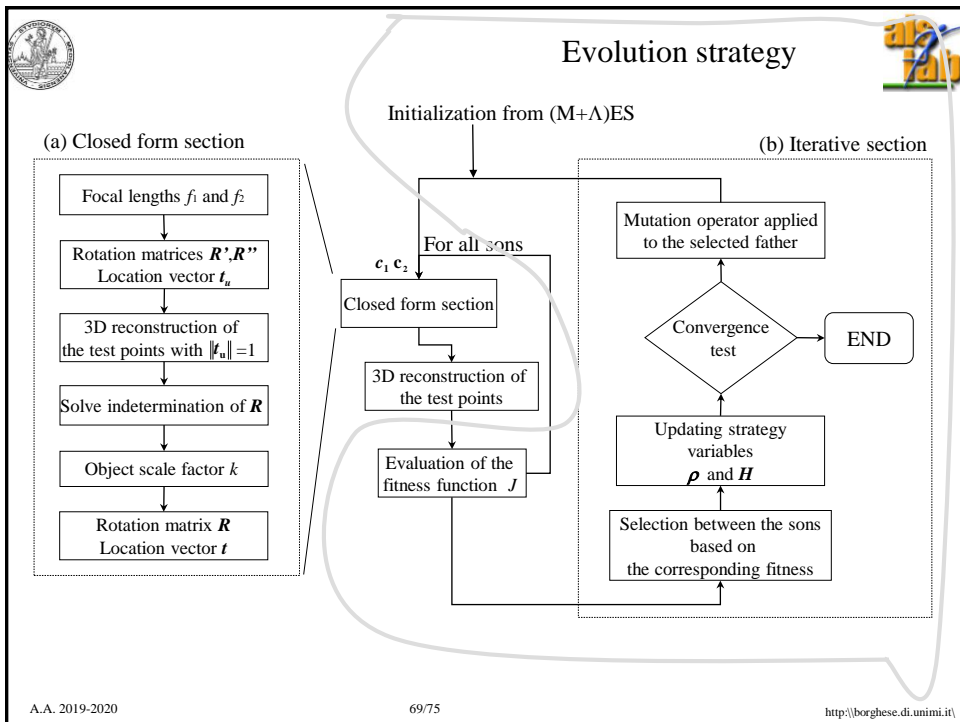 Evolution strategy
Initialization from (M+Λ)ES
(a) Closed form section
Focal lengths f₁ and f₂
Rotation matrices R',R''
Location vector tᵤ
3D reconstruction of
the test points with ‖tᵤ‖ =1
Solve indetermination of R
Object scale factor k
Rotation matrix R
Location vector t
For all sons
c₁ c₂
Closed form section
3D reconstruction of
the test points
Evaluation of the
fitness function J
(b) Iterative section
Mutation operator applied
to the selected father
Convergence
test
END
Updating strategy
variables
ρ and H
Selection between the sons
based on
the corresponding fitness
A.A. 2019-2020
69/75
http:\\borghese.di.unimi.it\